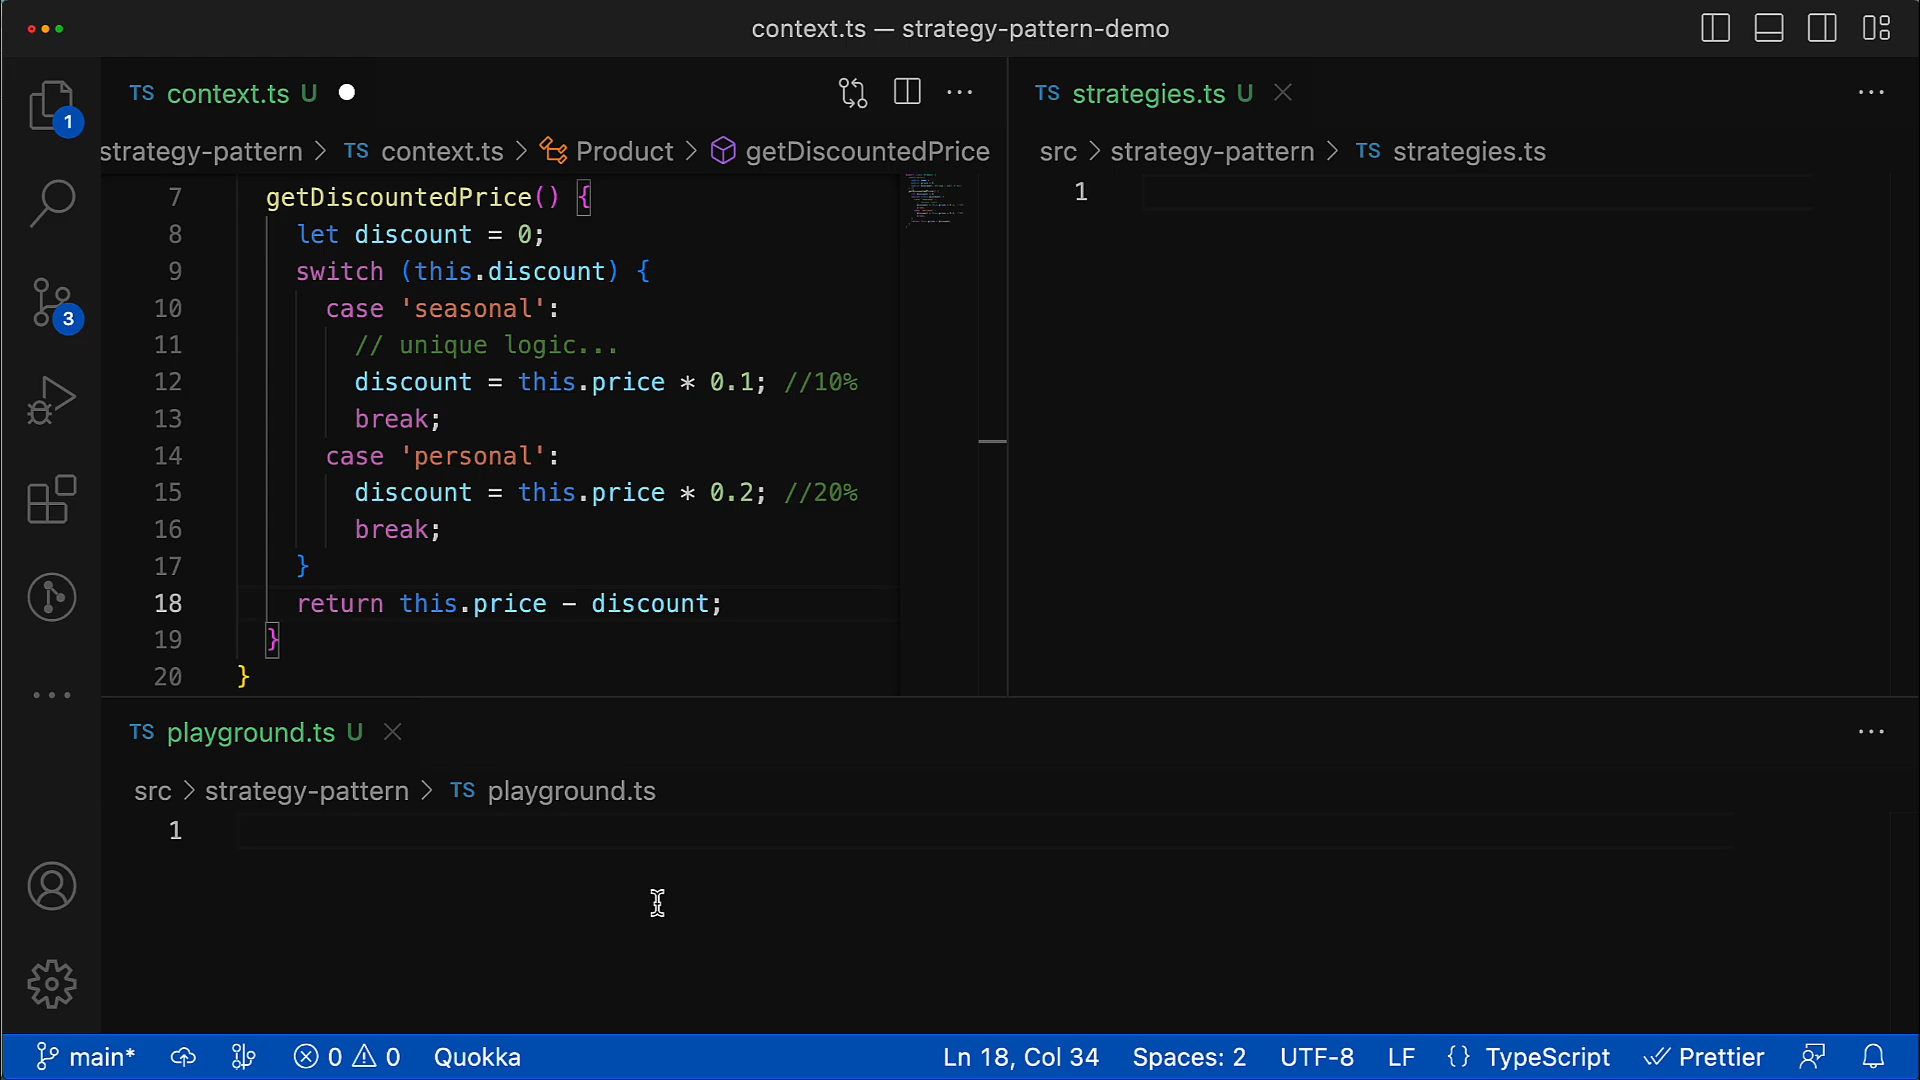 context.ts — strategy-pattern-demo
TS context.ts U
strategy-pattern > TS context.ts > Product > getDiscountedPrice
7 getDiscountedPrice() {
8 let discount = 0;
9 switch (this.discount) {
10 case 'seasonal':
11 // unique logic...
12 discount = this.price * 0.1; //10%
13 break;
14 case 'personal':
15 discount = this.price * 0.2; //20%
16 break;
17 }
18 return this.price - discount;
19 }
20 }
TS strategies.ts U
src > strategy-pattern > TS strategies.ts
1
TS playground.ts U
src > strategy-pattern > TS playground.ts
1
1
3
main* 0 0 Quokka Ln 18, Col 34 Spaces: 2 UTF-8 LF {} TypeScript Prettier